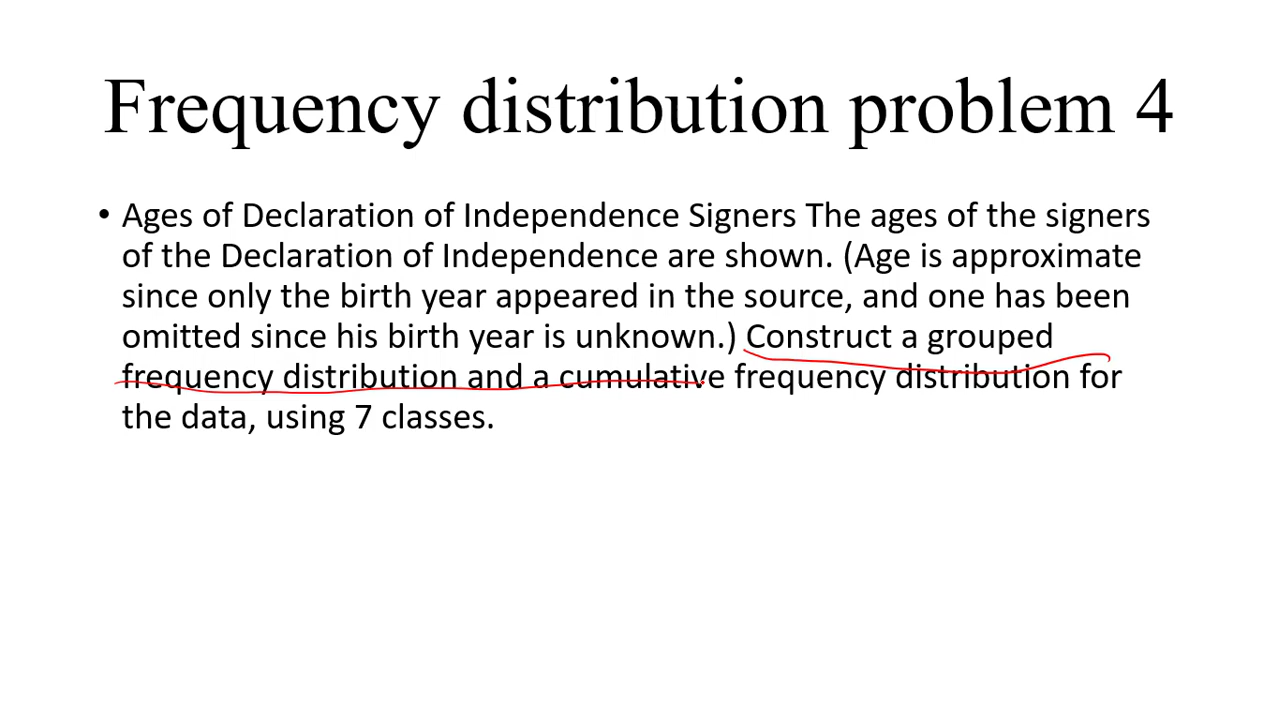 Frequency distribution problem 4
• Ages of Declaration of Independence Signers The ages of the signers
of the Declaration of Independence are shown. (Age is approximate
since only the birth year appeared in the source, and one has been
omitted since his birth year is unknown.) Construct a grouped
frequency distribution and a cumulative frequency distribution for
the data, using 7 classes.